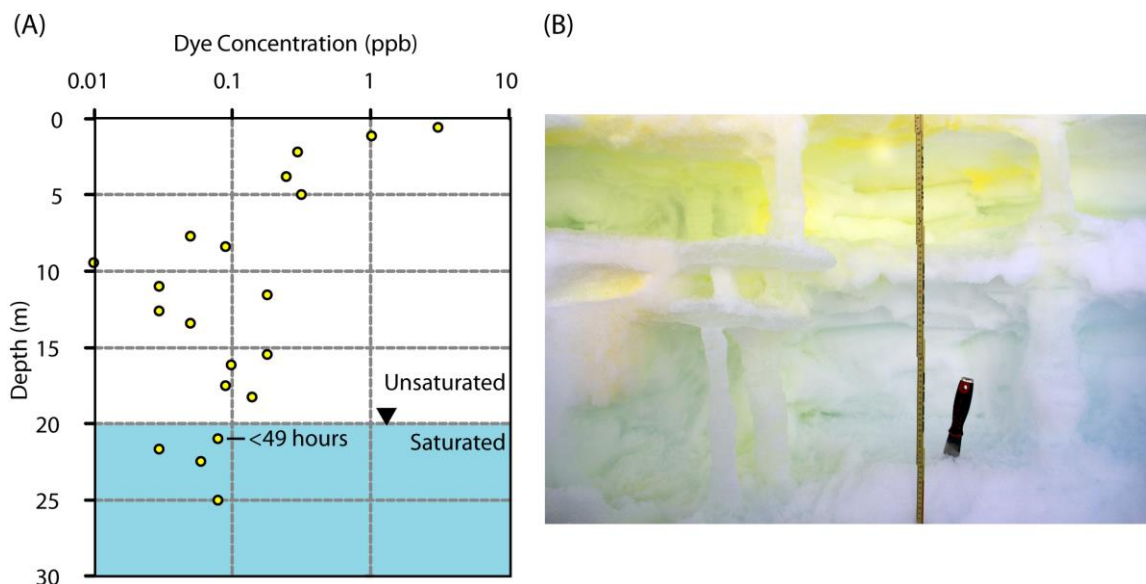 (A)
Dye Concentration (ppb)
0.01 0.1 1 10
0
5
10
15
20
25
30
Depth (m)
Unsaturated
<49 hours
Saturated
(B)